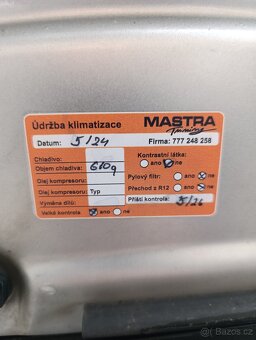 Údržba klimatizace
MASTRA
Tuning
Datum: 5/24
Firma: 777 248 258
Kontrastní látka:
ano ne
Chladivo:
Objem chladiva: 610g
Pylový filtr: ano ne
Olej kompresoru:
Přechod z R12 ano ne
Olej kompresoru: Typ
Výměna dílů:
Příští kontrola: 5/26
Velká kontrola ano ne
bazoš.cz